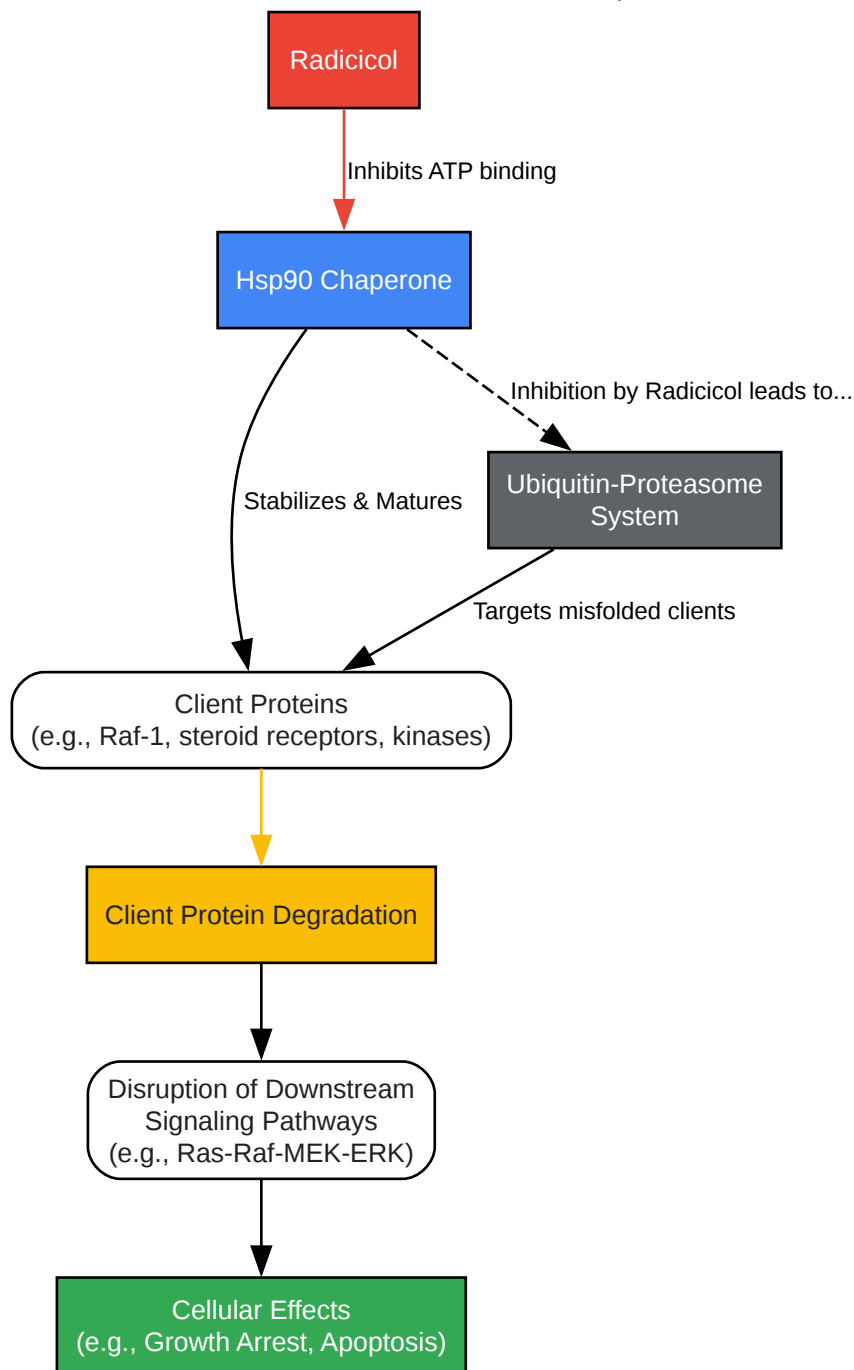 Radicicol
Inhibits ATP binding
Hsp90 Chaperone
Inhibition by Radicicol leads to...
Stabilizes & Matures
Ubiquitin-Proteasome
System
Targets misfolded clients
Client Proteins
(e.g., Raf-1, steroid receptors, kinases)
Client Protein Degradation
Disruption of Downstream
Signaling Pathways
(e.g., Ras-Raf-MEK-ERK)
Cellular Effects
(e.g., Growth Arrest, Apoptosis)